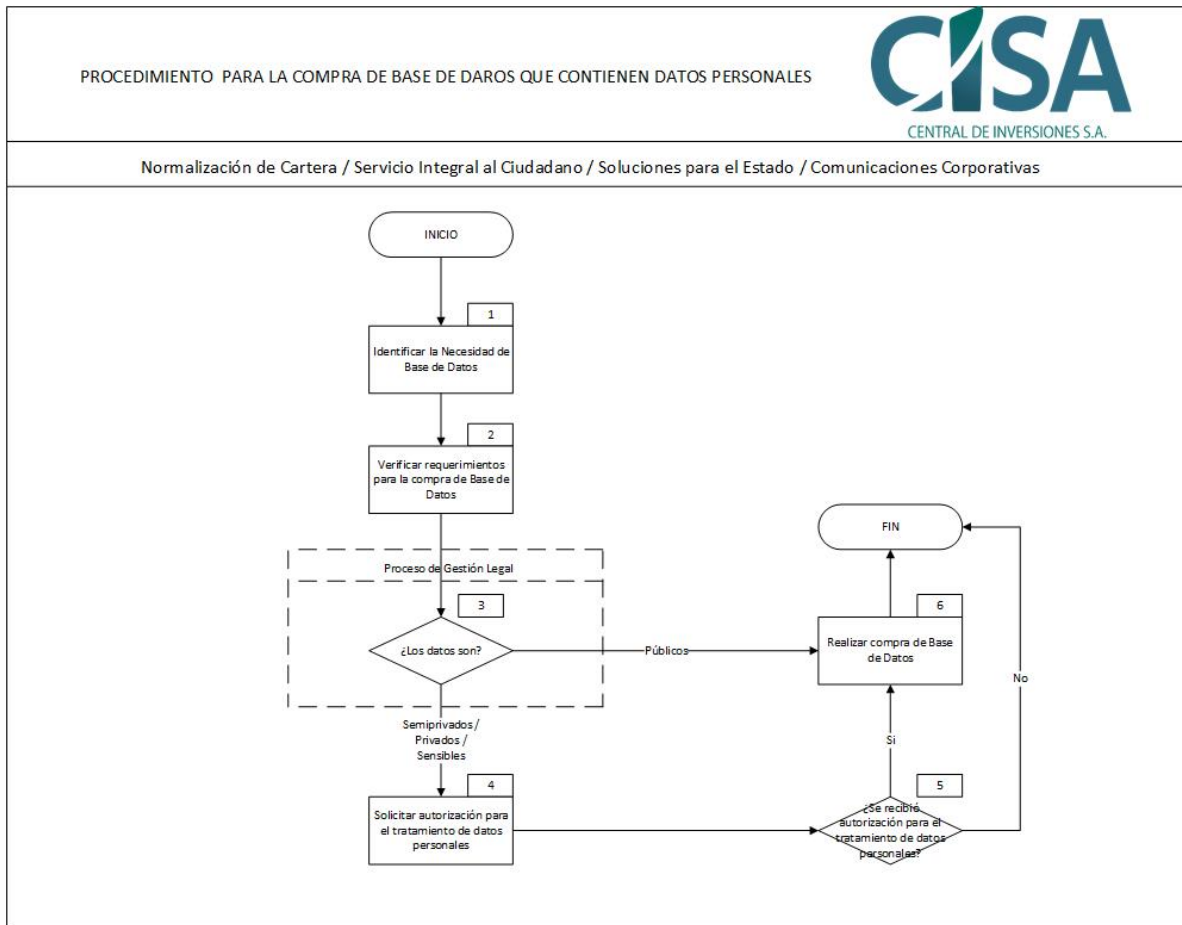 PROCEDIMIENTO PARA LA COMPRA DE BASE DE DAROS QUE CONTIENEN DATOS PERSONALES
CISA
CENTRAL DE INVERSIONES S.A.
Normalización de Cartera / Servicio Integral al Ciudadano / Soluciones para el Estado / Comunicaciones Corporativas
INICIO
1
Identificar la Necesidad de
Base de Datos
2
Verificar requerimientos
para la compra de Base de
Datos
Proceso de Gestión Legal
3
¿Los datos son?
Públicos
Semiprivados /
Privados /
Sensibles
4
Solicitar autorización para
el tratamiento de datos
personales
5
¿Se recibió
autorización para el
tratamiento de datos
personales?
Si
No
6
Realizar compra de Base
de Datos
FIN